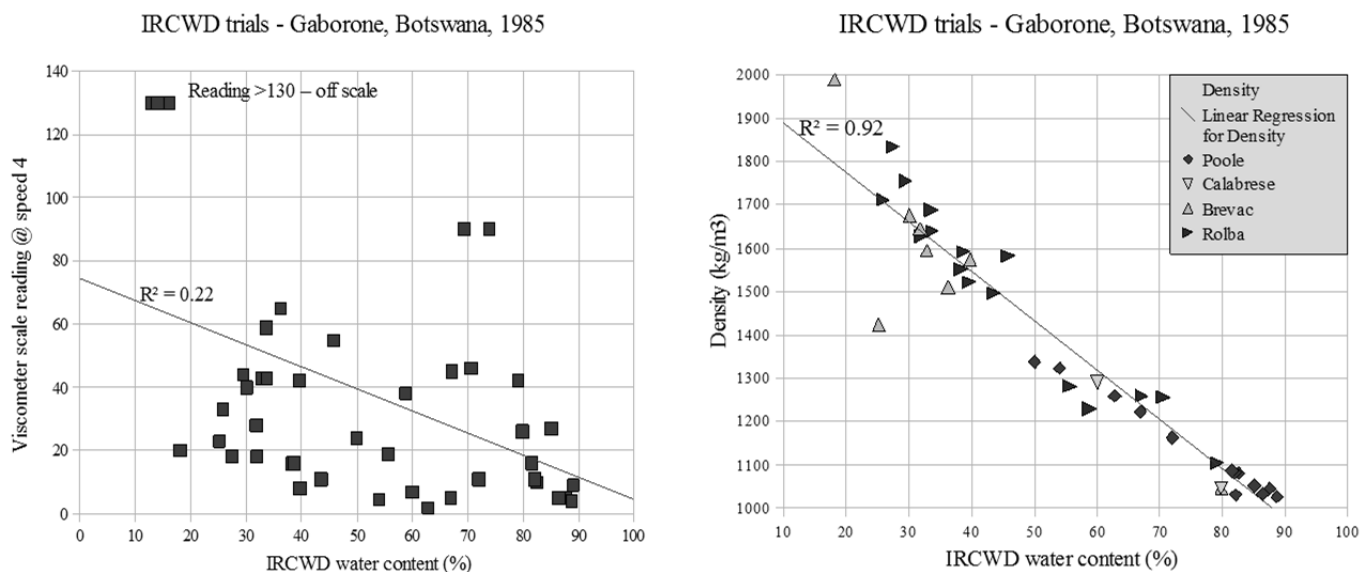 IRCWD trials - Gaborone, Botswana, 1985
140
120
100
80
60
40
20
0
Viscometer scale reading @ speed 4
Reading >130 – off scale
R² = 0.22
0 10 20 30 40 50 60 70 80 90 100
IRCWD water content (%)
IRCWD trials - Gaborone, Botswana, 1985
2000
1900
1800
1700
1600
1500
1400
1300
1200
1100
1000
Density (kg/m3)
R² = 0.92
Density
Linear Regression
for Density
Poole
Calabrese
Brevac
Rolba
10 20 30 40 50 60 70 80 90 100
IRCWD water content (%)